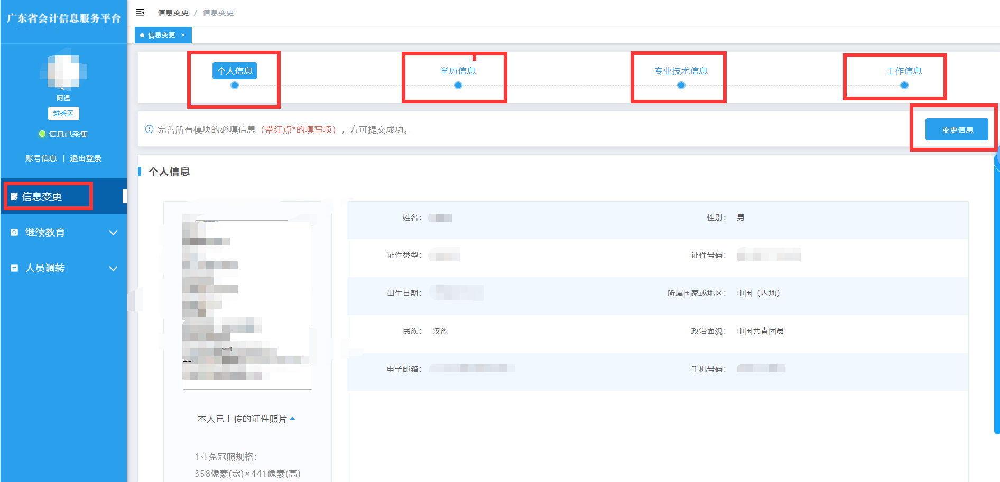 广东省会计信息服务平台
信息变更 / 信息变更
信息变更 ×
阿温
越秀区
信息已采集
账号信息 | 退出登录
信息变更
继续教育
人员调转
个人信息
学历信息
专业技术信息
工作信息
完善所有模块的必填信息（带红点*的填写项），方可提交成功。
变更信息
个人信息
姓名：
性别： 男
证件类型：
证件号码：
出生日期：
所属国家或地区： 中国（内地）
民族： 汉族
政治面貌： 中国共青团员
电子邮箱：
手机号码：
本人已上传的证件照片
1寸免冠照规格：
358像素(宽)×441像素(高)